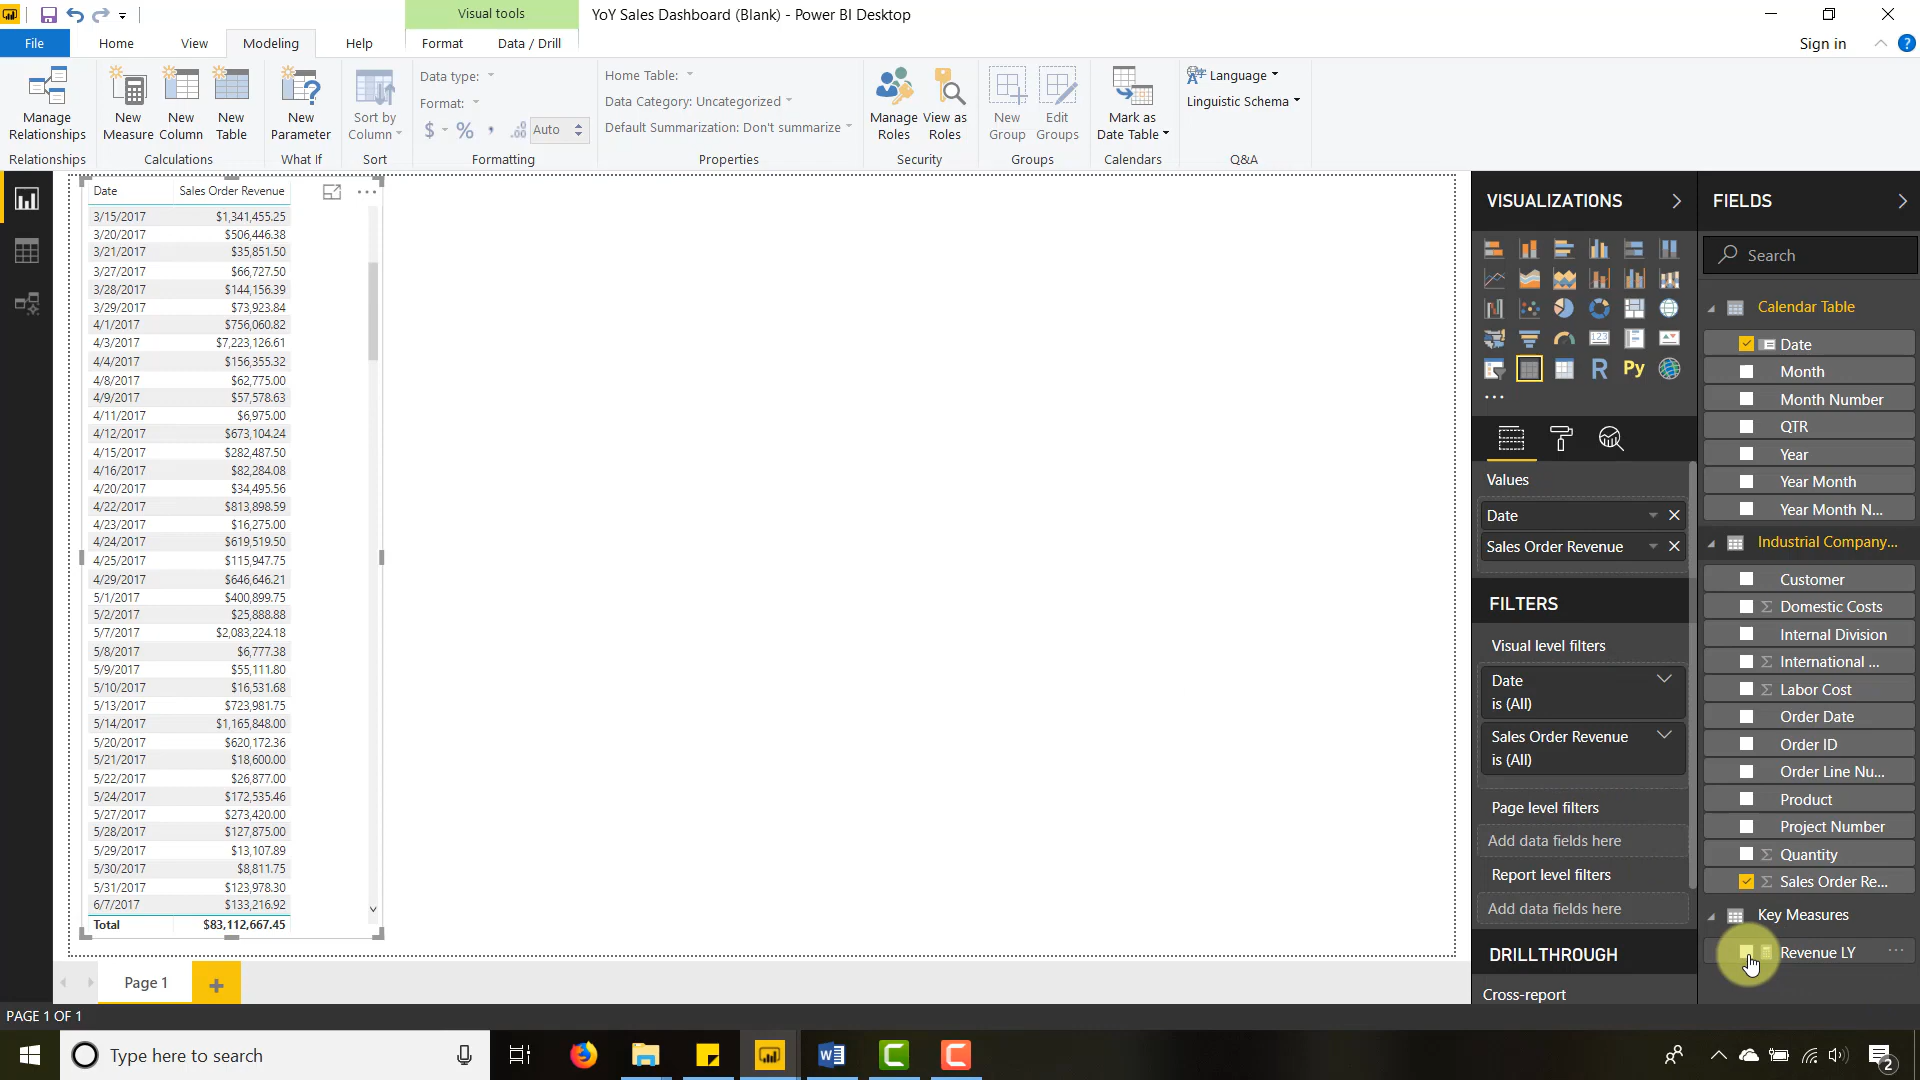 Visual tools
YoY Sales Dashboard (Blank) - Power BI Desktop
File
Home
View
Modeling
Help
Format
Data / Drill
Sign in
?
Manage Relationships
Relationships
New Measure
New Column
New Table
Calculations
New Parameter
What If
Sort by Column
Sort
Data type:
Format:
$ % , .00 Auto
Formatting
Home Table:
Data Category: Uncategorized
Default Summarization: Don't summarize
Properties
Manage Roles
View as Roles
Security
New Group
Edit Groups
Groups
Mark as Date Table
Calendars
Language
Linguistic Schema
Q&A
Date Sales Order Revenue
3/15/2017 $1,341,455.25
3/20/2017 $506,446.38
3/21/2017 $35,851.50
3/27/2017 $66,727.50
3/28/2017 $144,156.39
3/29/2017 $73,923.84
4/1/2017 $756,060.82
4/3/2017 $7,223,126.61
4/4/2017 $156,355.32
4/8/2017 $62,775.00
4/9/2017 $57,578.63
4/11/2017 $6,975.00
4/12/2017 $673,104.24
4/15/2017 $282,487.50
4/16/2017 $82,284.08
4/20/2017 $34,495.56
4/22/2017 $813,898.59
4/23/2017 $16,275.00
4/24/2017 $619,519.50
4/25/2017 $115,947.75
4/29/2017 $646,646.21
5/1/2017 $400,899.75
5/2/2017 $25,888.88
5/7/2017 $2,083,224.18
5/8/2017 $6,777.38
5/9/2017 $55,111.80
5/10/2017 $16,531.68
5/13/2017 $723,981.75
5/14/2017 $1,165,848.00
5/20/2017 $620,172.36
5/21/2017 $18,600.00
5/22/2017 $26,877.00
5/24/2017 $172,535.46
5/27/2017 $273,420.00
5/28/2017 $127,875.00
5/29/2017 $13,107.89
5/30/2017 $8,811.75
5/31/2017 $123,978.30
6/7/2017 $133,216.92
Total $83,112,667.45
VISUALIZATIONS
R
Py
Values
Date
Sales Order Revenue
FILTERS
Visual level filters
Date
is (All)
Sales Order Revenue
is (All)
Page level filters
Add data fields here
Report level filters
Add data fields here
DRILLTHROUGH
Cross-report
FIELDS
Search
Calendar Table
Date
Month
Month Number
QTR
Year
Year Month
Year Month N...
Industrial Company...
Customer
Domestic Costs
Internal Division
International ...
Labor Cost
Order Date
Order ID
Order Line Nu...
Product
Project Number
Quantity
Sales Order Re...
Key Measures
Revenue LY
Page 1
PAGE 1 OF 1
Type here to search
2